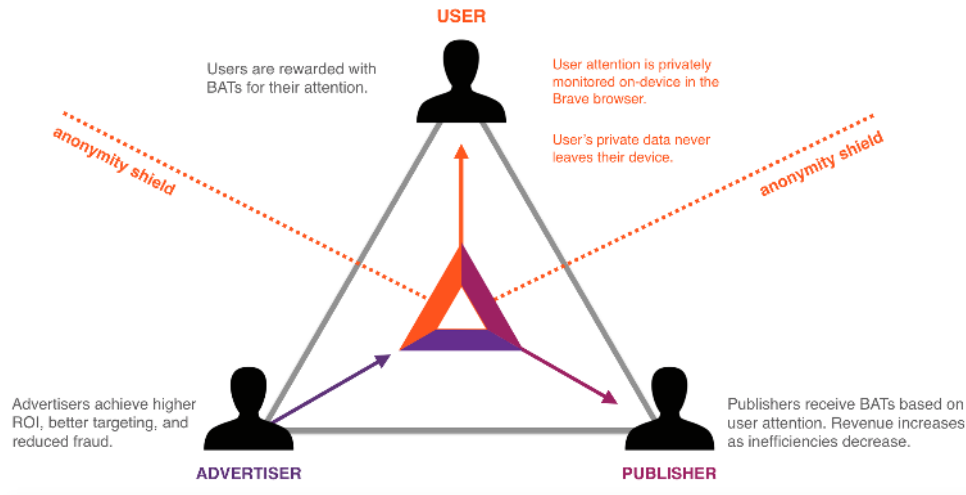 USER
Users are rewarded with
BATs for their attention.
User attention is privately
monitored on-device in the
Brave browser.
User's private data never
leaves their device.
anonymity shield
anonymity shield
Advertisers achieve higher
ROI, better targeting, and
reduced fraud.
ADVERTISER
Publishers receive BATs based on
user attention. Revenue increases
as inefficiencies decrease.
PUBLISHER